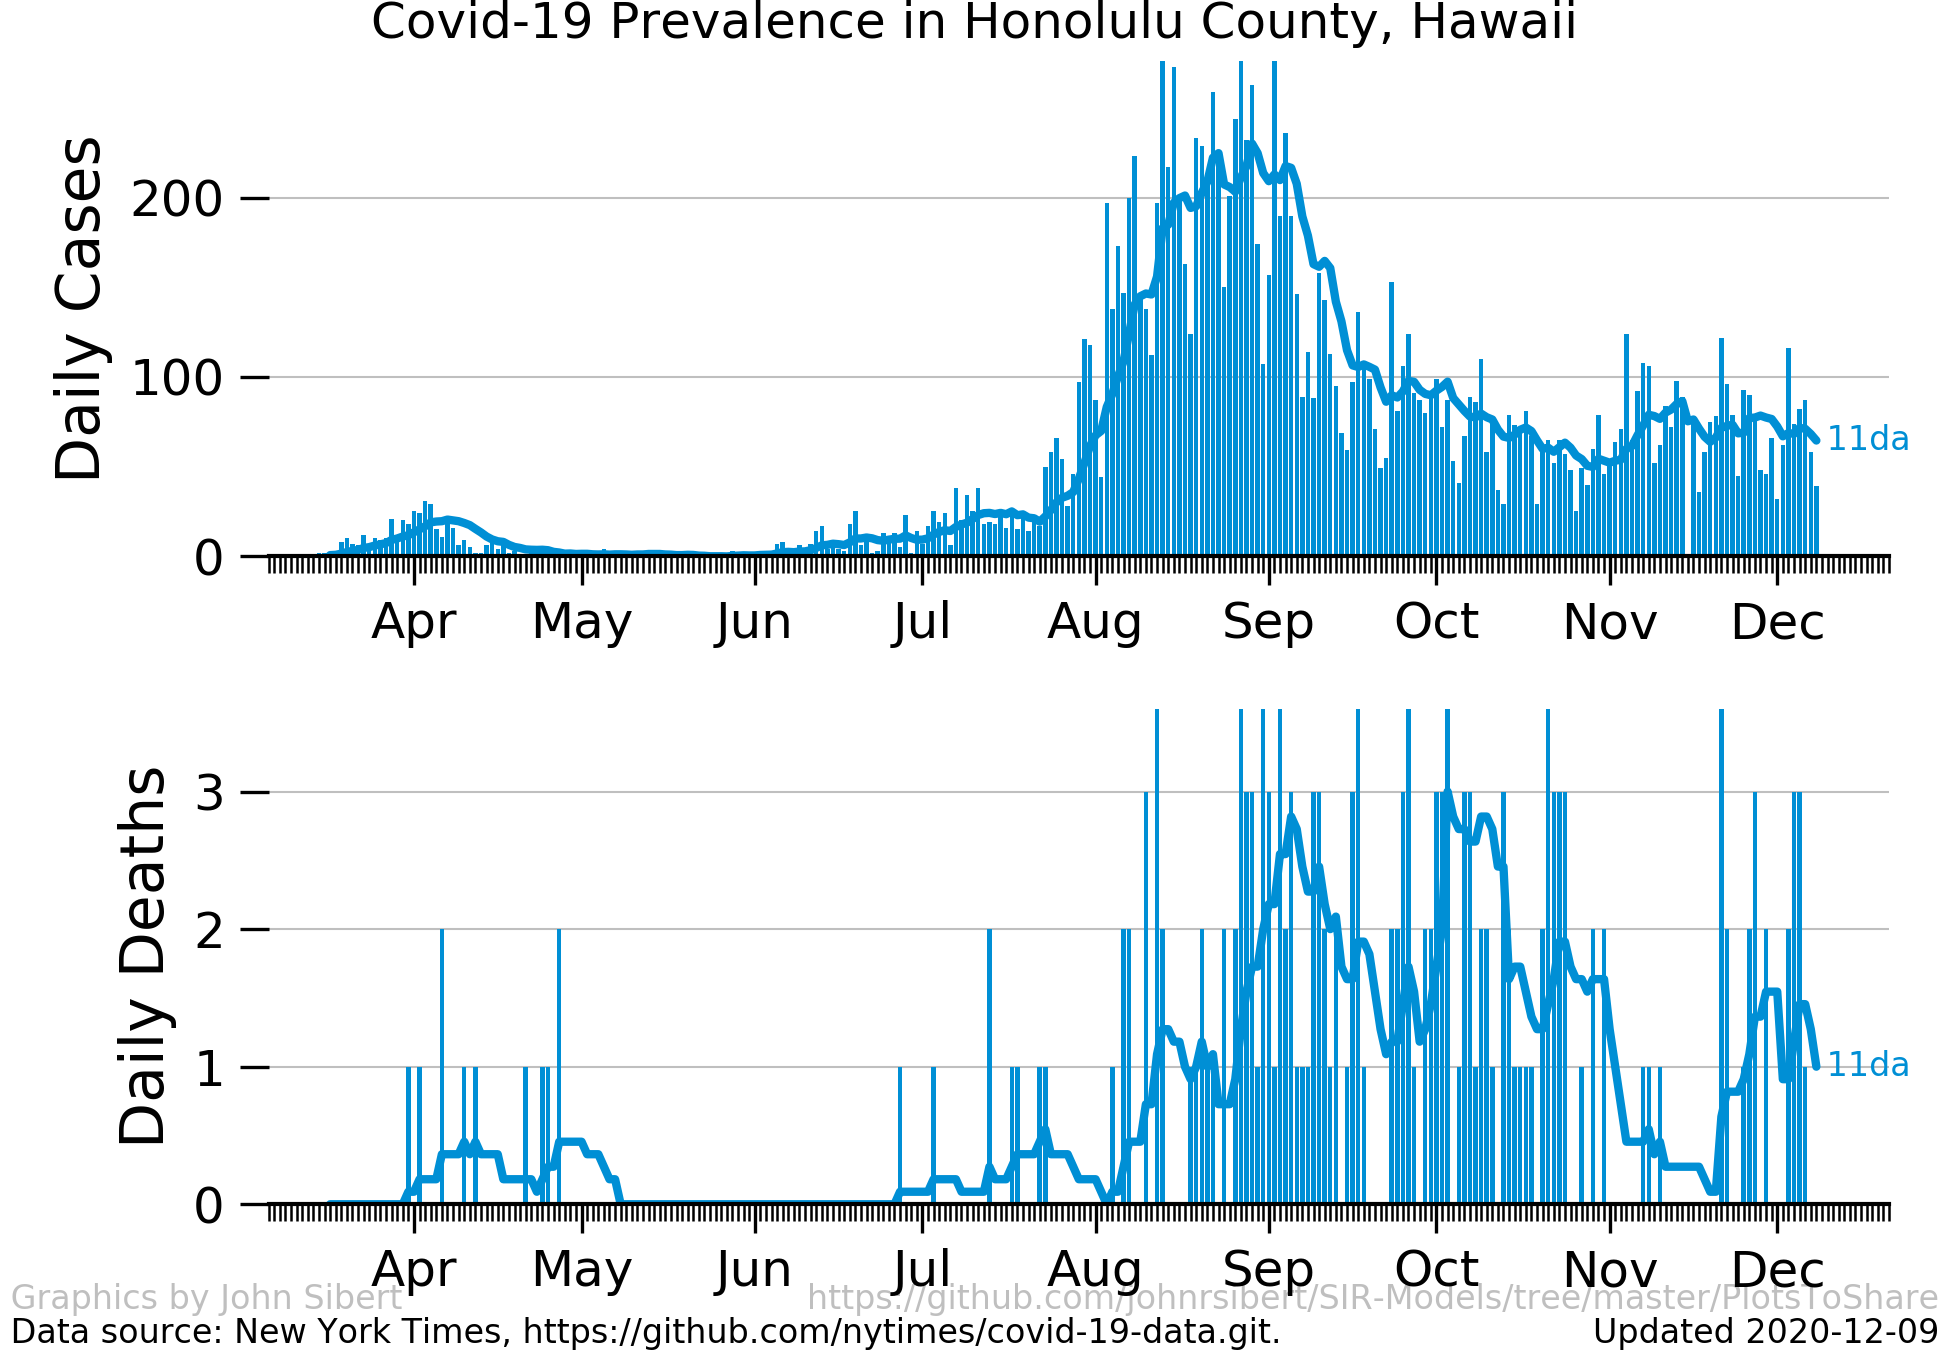 Covid-19 Prevalence in Honolulu County, Hawaii
Daily Cases
200
100
0
11da
Apr May Jun Jul Aug Sep Oct Nov Dec
Daily Deaths
3
2
1
0
11da
Apr May Jun Jul Aug Sep Oct Nov Dec
Graphics by John Sibert https://github.com/johnrsibert/SIR-Models/tree/master/PlotsToShare
Data source: New York Times, https://github.com/nytimes/covid-19-data.git. Updated 2020-12-09